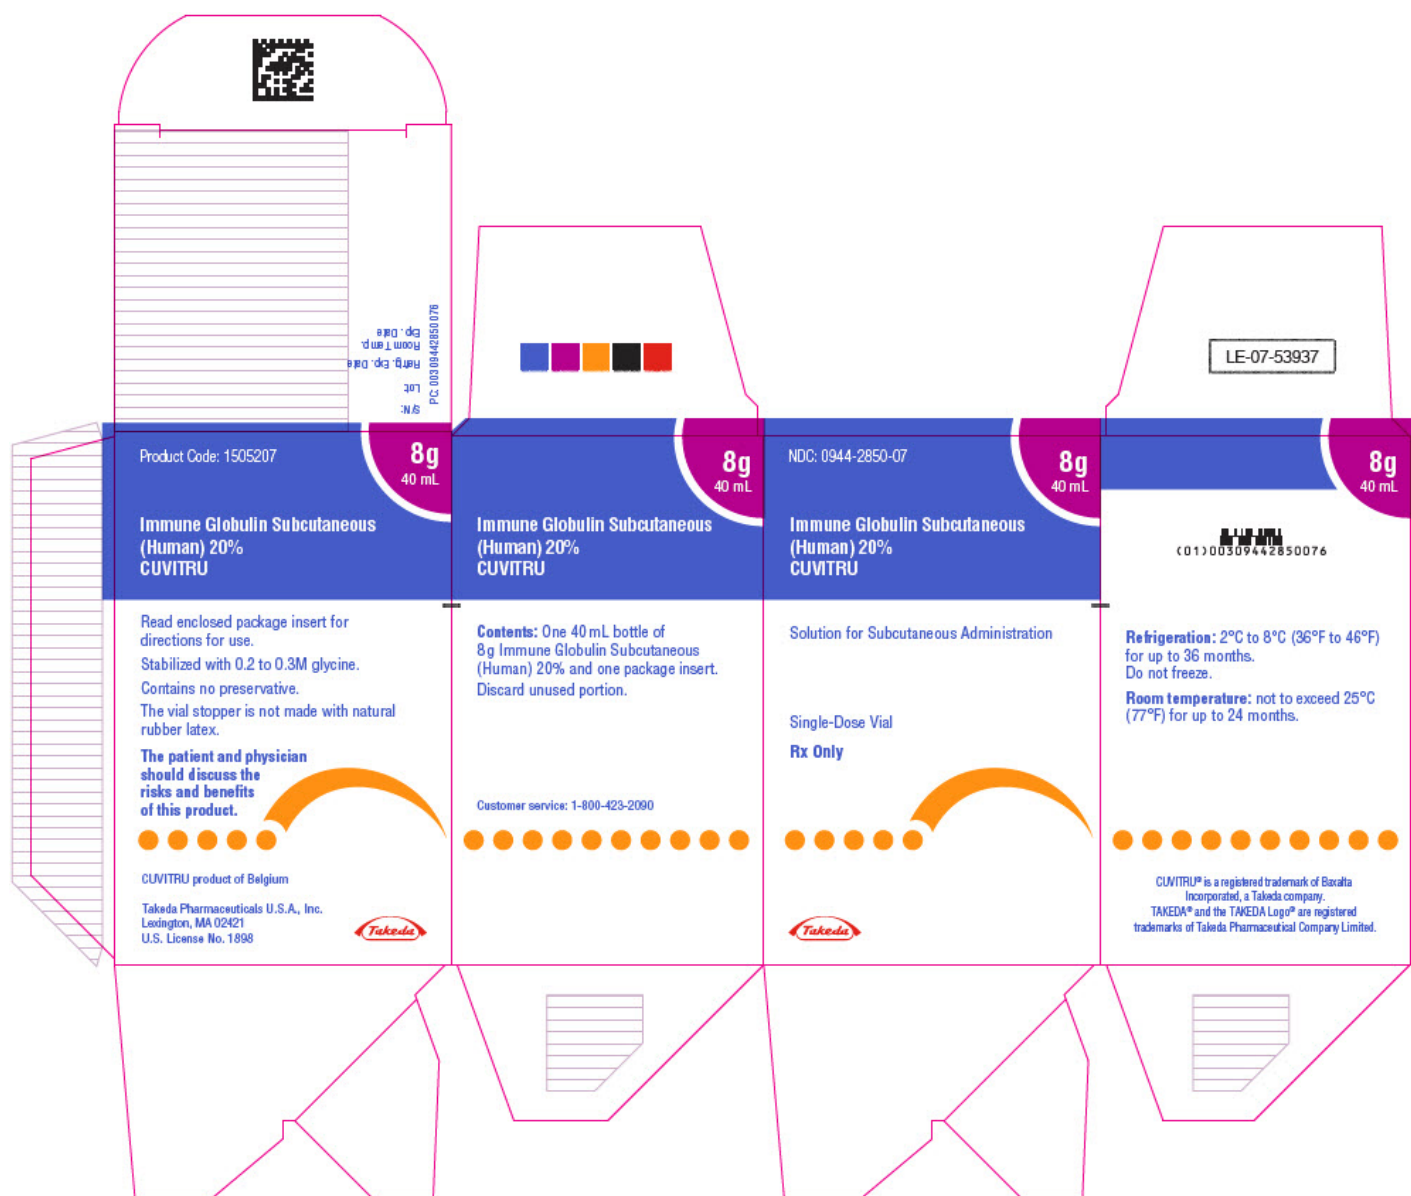 S/N:
Lot:
Refrig. Exp. Date
Room Temp.
Exp. Date
PC: 00309442850076
LE-07-53937
Product Code: 1505207
8g
40 mL
Immune Globulin Subcutaneous
(Human) 20%
CUVITRU
Read enclosed package insert for
directions for use.
Stabilized with 0.2 to 0.3M glycine.
Contains no preservative.
The vial stopper is not made with natural
rubber latex.
The patient and physician
should discuss the
risks and benefits
of this product.
CUVITRU product of Belgium
Takeda Pharmaceuticals U.S.A., Inc.
Lexington, MA 02421
U.S. License No. 1898
Takeda
8g
40 mL
Immune Globulin Subcutaneous
(Human) 20%
CUVITRU
Contents: One 40 mL bottle of
8g Immune Globulin Subcutaneous
(Human) 20% and one package insert.
Discard unused portion.
Customer service: 1-800-423-2090
NDC: 0944-2850-07
8g
40 mL
Immune Globulin Subcutaneous
(Human) 20%
CUVITRU
Solution for Subcutaneous Administration
Single-Dose Vial
Rx Only
Takeda
8g
40 mL
(01)00309442850076
Refrigeration: 2°C to 8°C (36°F to 46°F)
for up to 36 months.
Do not freeze.
Room temperature: not to exceed 25°C
(77°F) for up to 24 months.
CUVITRU® is a registered trademark of Baxalta
Incorporated, a Takeda company.
TAKEDA® and the TAKEDA Logo® are registered
trademarks of Takeda Pharmaceutical Company Limited.